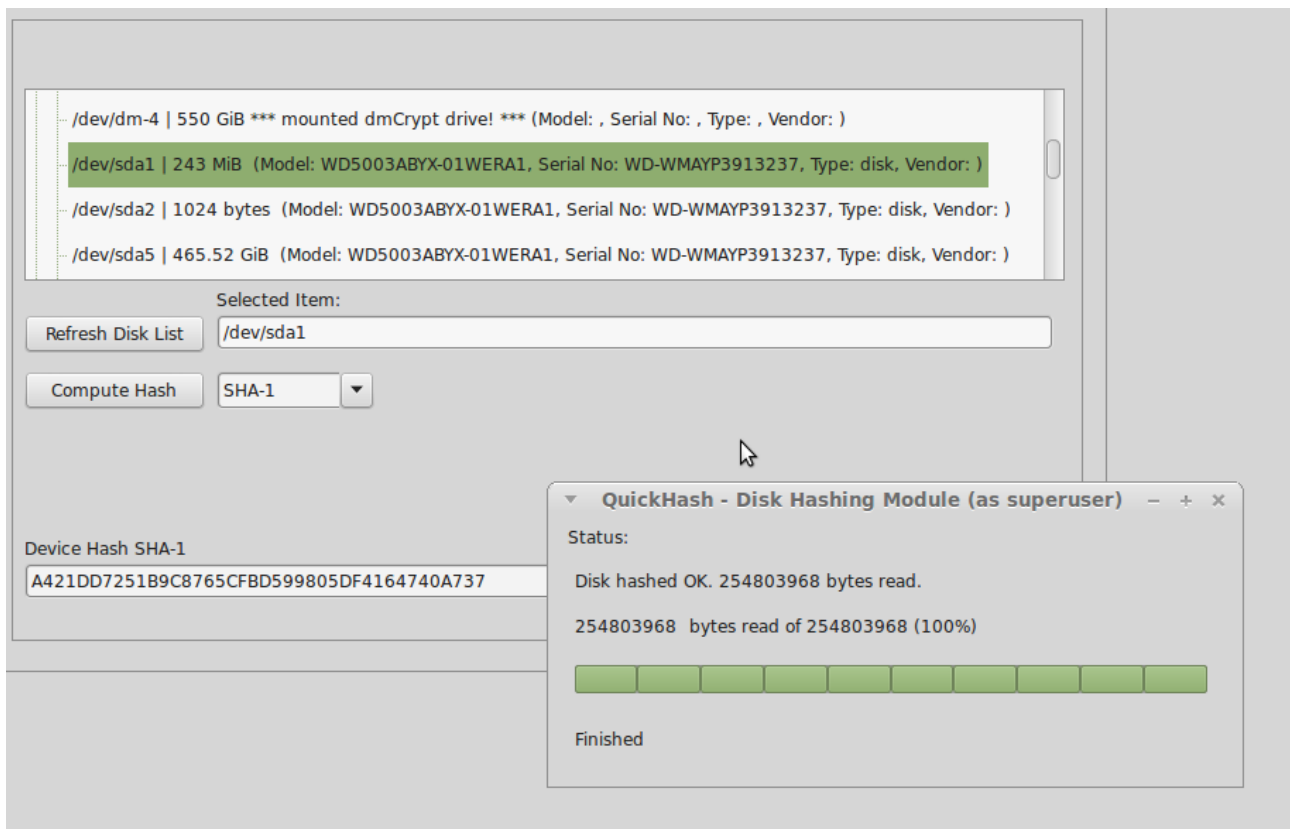 /dev/dm-4 | 550 GiB *** mounted dmCrypt drive! *** (Model: , Serial No: , Type: , Vendor: )
/dev/sda1 | 243 MiB (Model: WD5003ABYX-01WERA1, Serial No: WD-WMAYP3913237, Type: disk, Vendor: )
/dev/sda2 | 1024 bytes (Model: WD5003ABYX-01WERA1, Serial No: WD-WMAYP3913237, Type: disk, Vendor: )
/dev/sda5 | 465.52 GiB (Model: WD5003ABYX-01WERA1, Serial No: WD-WMAYP3913237, Type: disk, Vendor: )
Selected Item:
Refresh Disk List /dev/sda1
Compute Hash SHA-1
Device Hash SHA-1
A421DD7251B9C8765CFBD599805DF4164740A737
QuickHash - Disk Hashing Module (as superuser)
Status:
Disk hashed OK. 254803968 bytes read.
254803968 bytes read of 254803968 (100%)
Finished